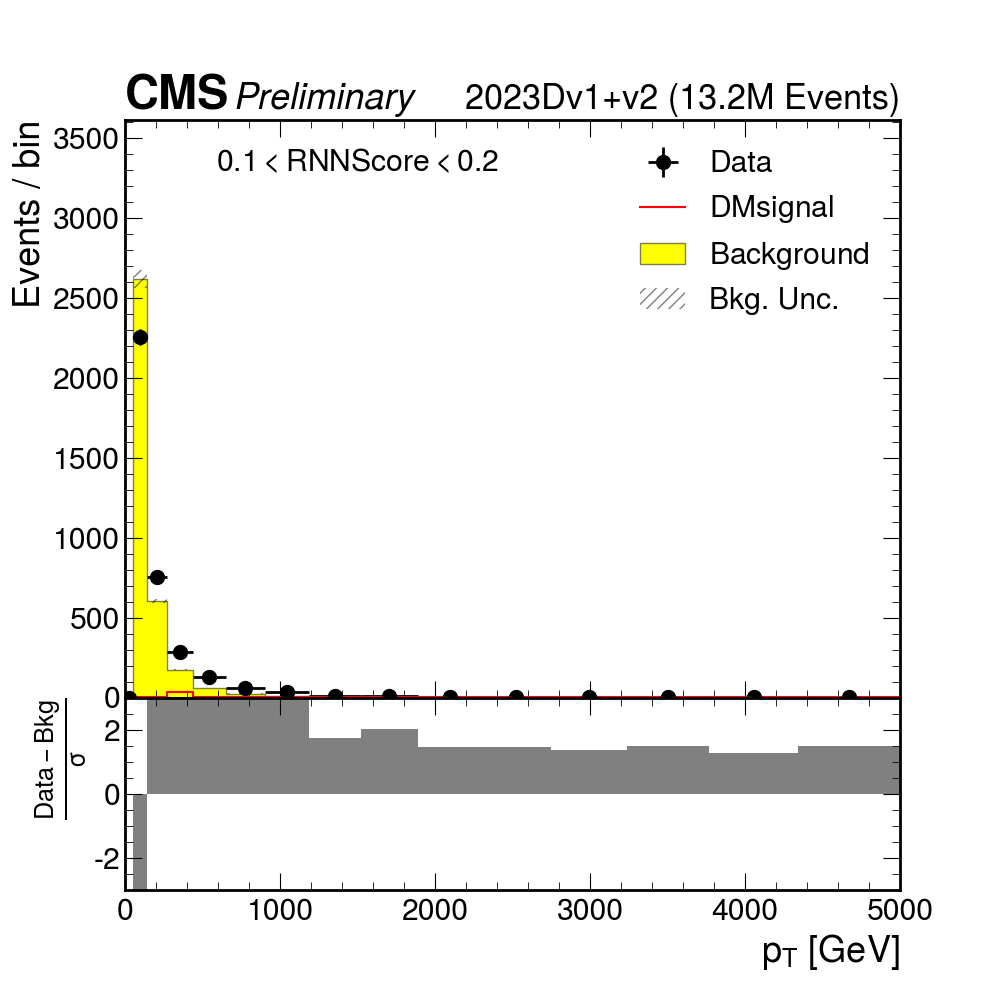 CMS Preliminary 2023Dv1+v2 (13.2M Events)
Events / bin
0.1 < RNNScore < 0.2
Data
DMsignal
Background
Bkg. Unc.
3500
3000
2500
2000
1500
1000
500
0
Data − Bkg
σ
2
0
-2
0 1000 2000 3000 4000 5000
pT [GeV]